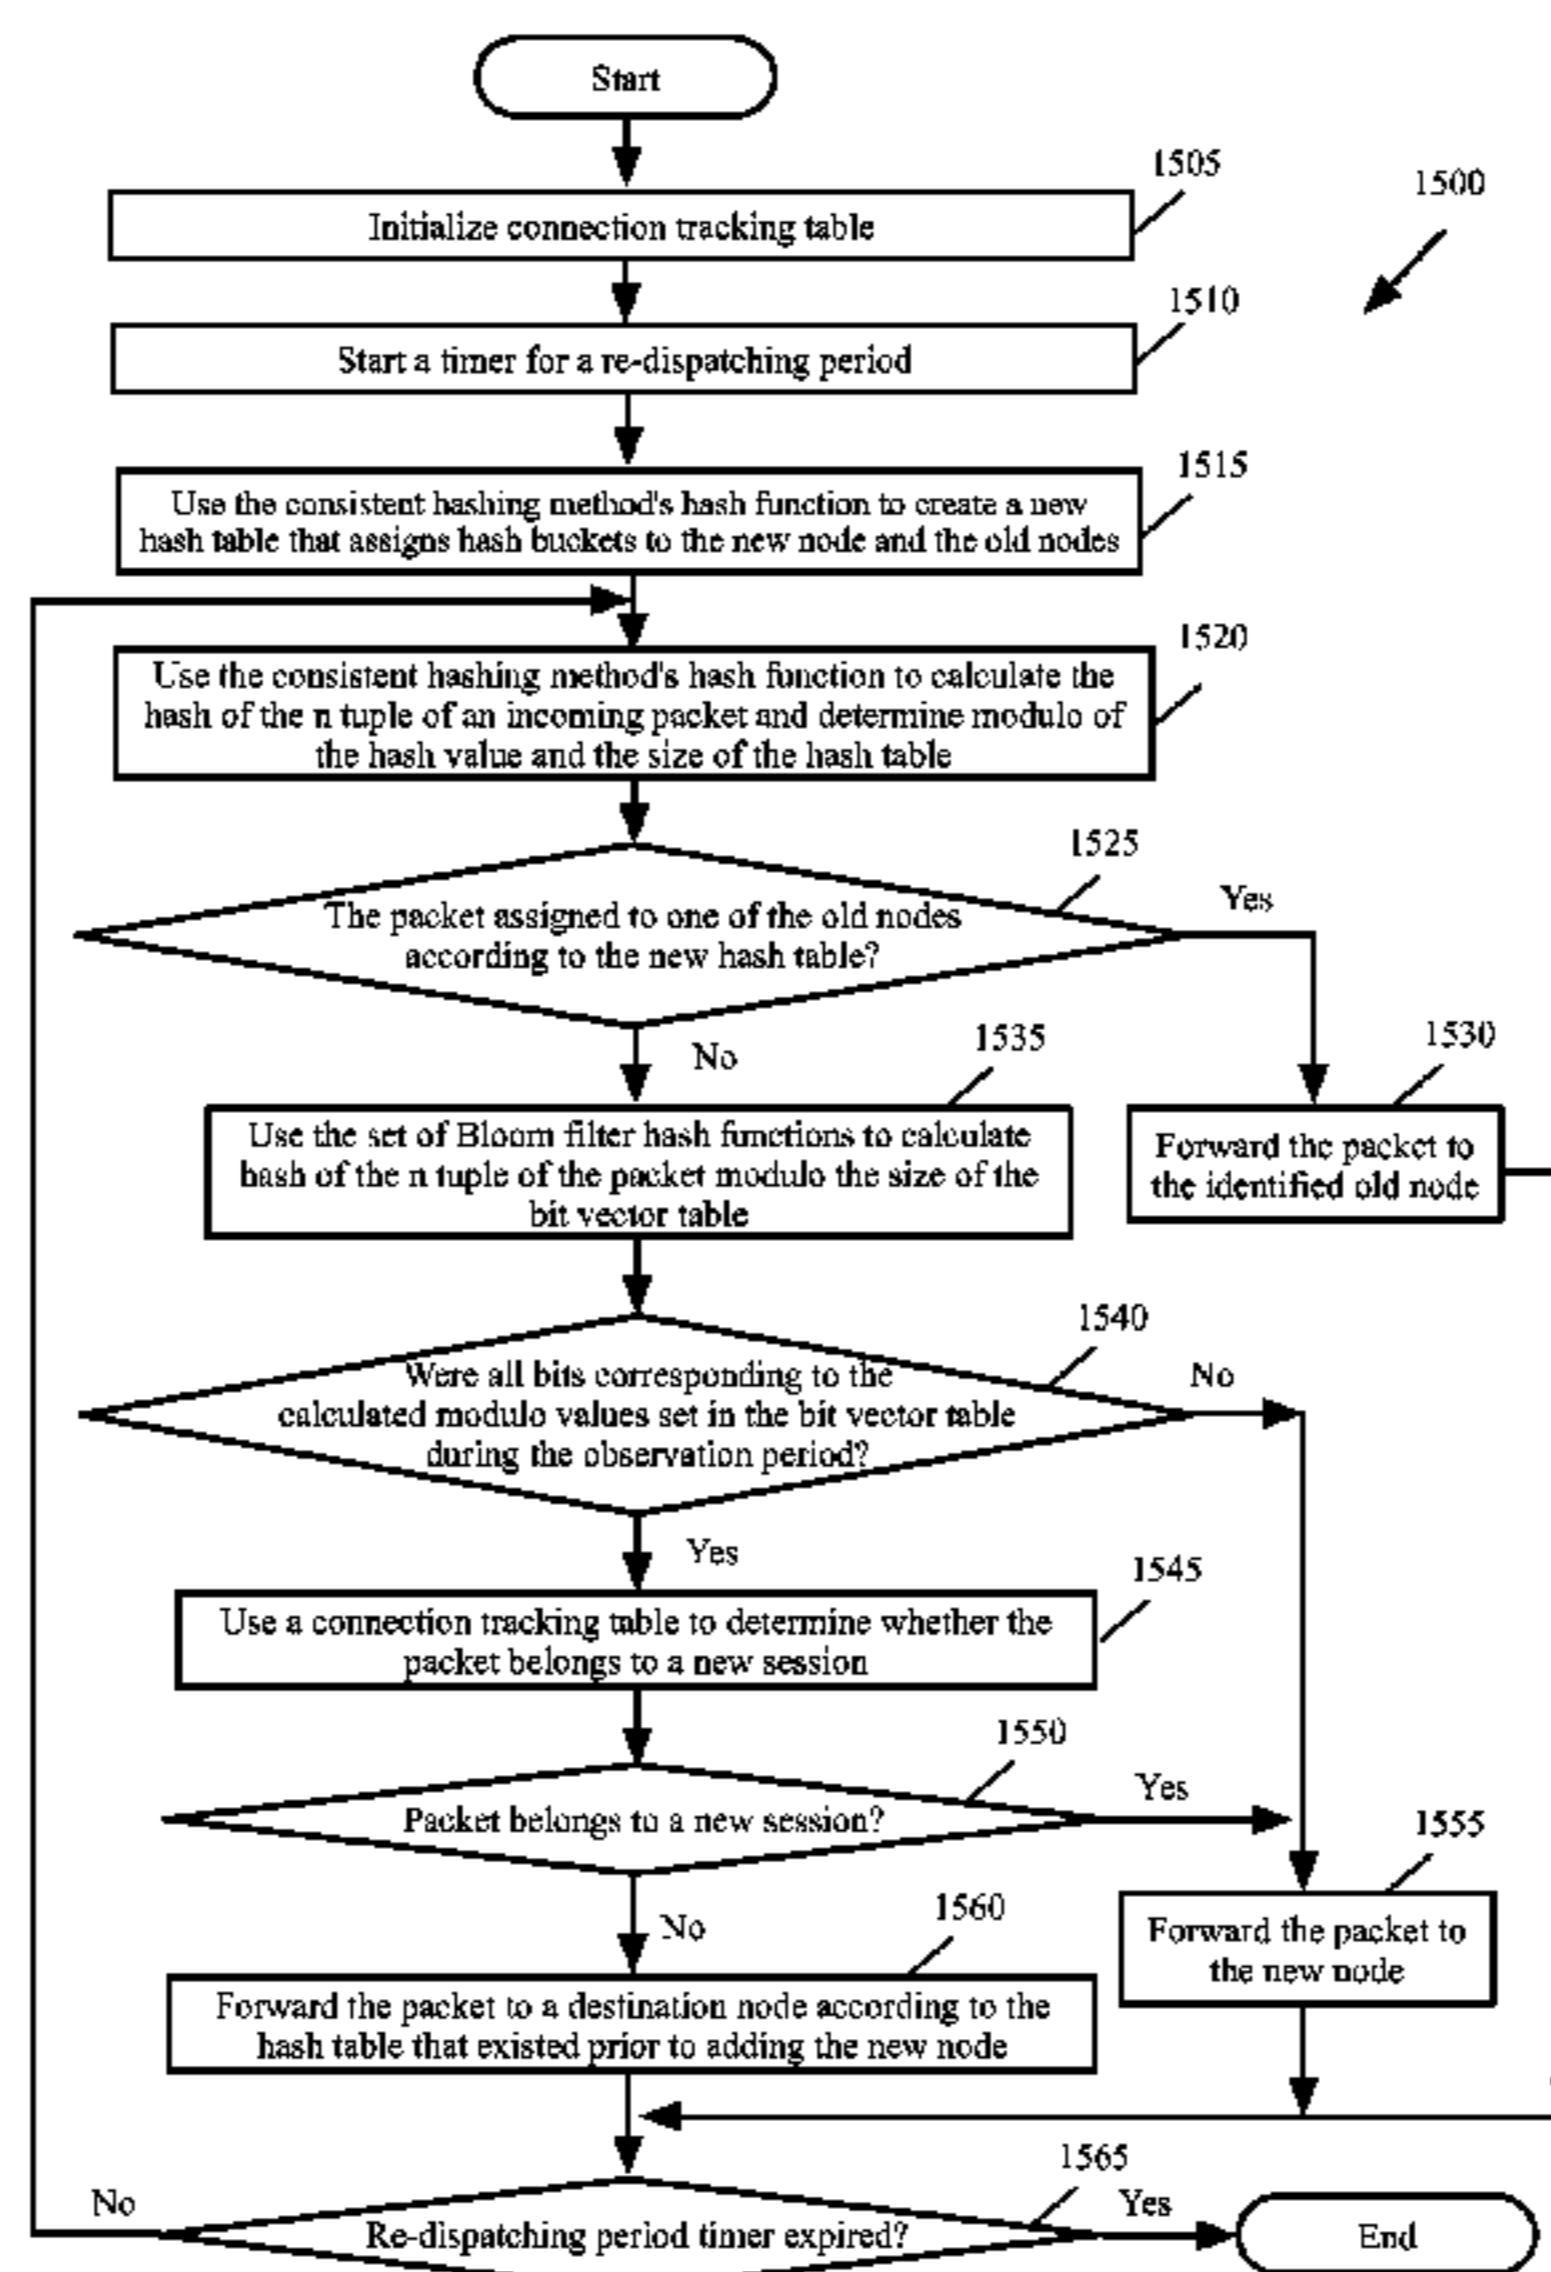 Start
1505
1500
Initialize connection tracking table
1510
Start a timer for a re-dispatching period
1515
Use the consistent hashing method's hash function to create a new
hash table that assigns hash buckets to the new node and the old nodes
1520
Use the consistent hashing method's hash function to calculate the
hash of the n tuple of an incoming packet and determine modulo of
the hash value and the size of the hash table
1525
Yes
The packet assigned to one of the old nodes
according to the new hash table?
No
1535
1530
Use the set of Bloom filter hash functions to calculate
hash of the n tuple of the packet modulo the size of the
bit vector table
Forward the packet to
the identified old node
1540
No
Were all bits corresponding to the
calculated modulo values set in the bit vector table
during the observation period?
Yes
1545
Use a connection tracking table to determine whether the
packet belongs to a new session
1550
Yes
Packet belongs to a new session?
1555
No
1560
Forward the packet to
the new node
Forward the packet to a destination node according to the
hash table that existed prior to adding the new node
1565
No
Yes
Re-dispatching period timer expired?
End